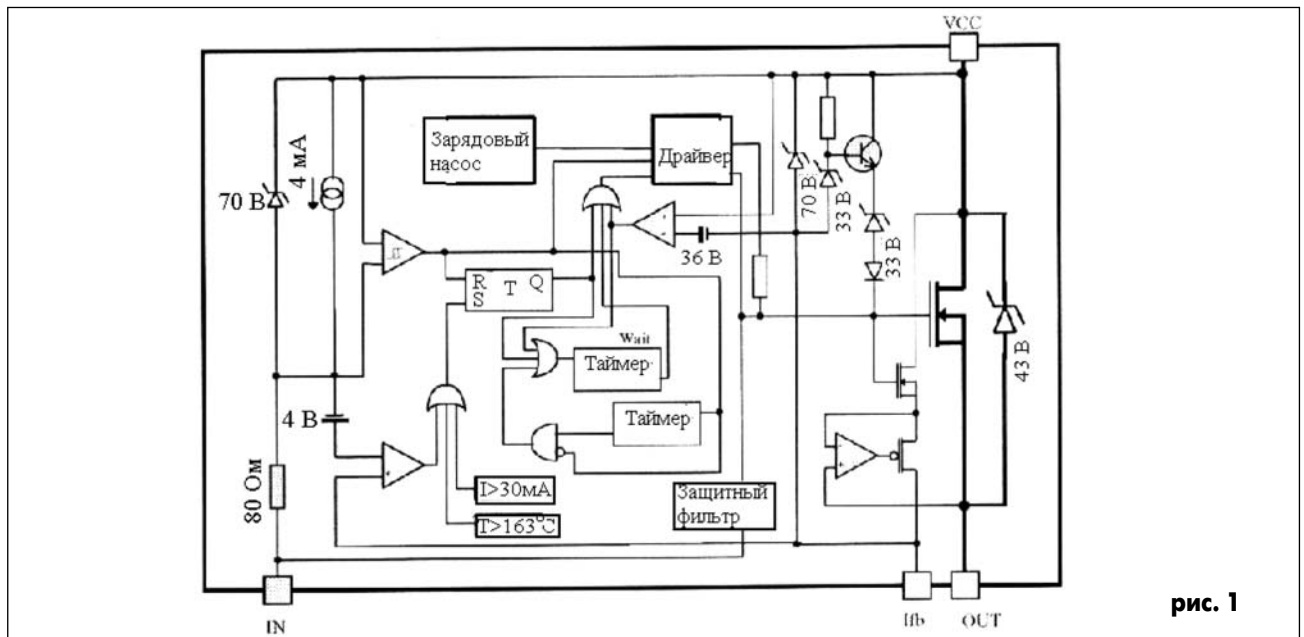 VCC
Зарядовый
насос
Драйвер
4 мА
70 В
70 В
33 В
33 В
36 В
R
S
T
Q
Wait
Таймер
Таймер
43 В
4 В
80 Ом
I>30мА
T>163°C
Защитный
фильтр
IN
Ifb
OUT
рис. 1